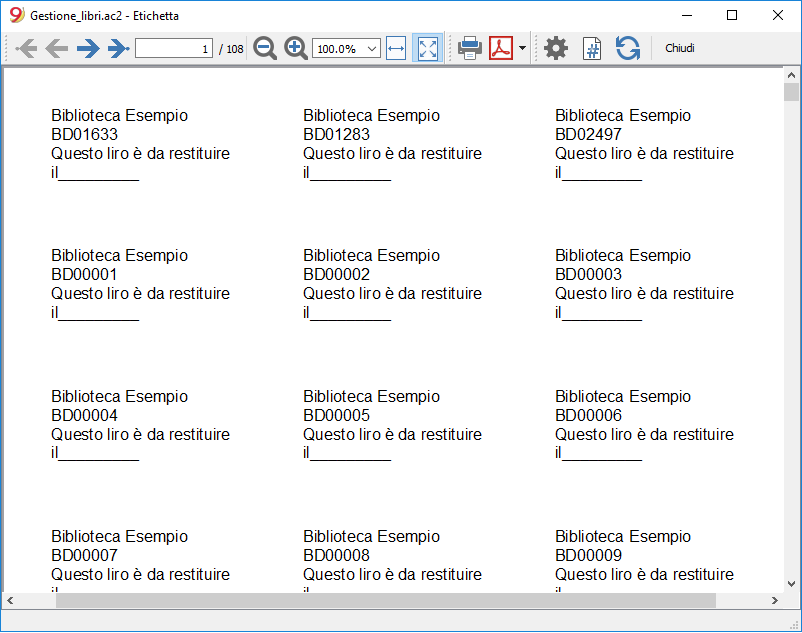 Gestione_libri.ac2 - Etichetta
1 / 108 100.0% Chiudi
Biblioteca Esempio Biblioteca Esempio Biblioteca Esempio
BD01633 BD01283 BD02497
Questo liro è da restituire Questo liro è da restituire Questo liro è da restituire
il_________ il_________ il_________
Biblioteca Esempio Biblioteca Esempio Biblioteca Esempio
BD00001 BD00002 BD00003
Questo liro è da restituire Questo liro è da restituire Questo liro è da restituire
il_________ il_________ il_________
Biblioteca Esempio Biblioteca Esempio Biblioteca Esempio
BD00004 BD00005 BD00006
Questo liro è da restituire Questo liro è da restituire Questo liro è da restituire
il_________ il_________ il_________
Biblioteca Esempio Biblioteca Esempio Biblioteca Esempio
BD00007 BD00008 BD00009
Questo liro è da restituire Questo liro è da restituire Questo liro è da restituire